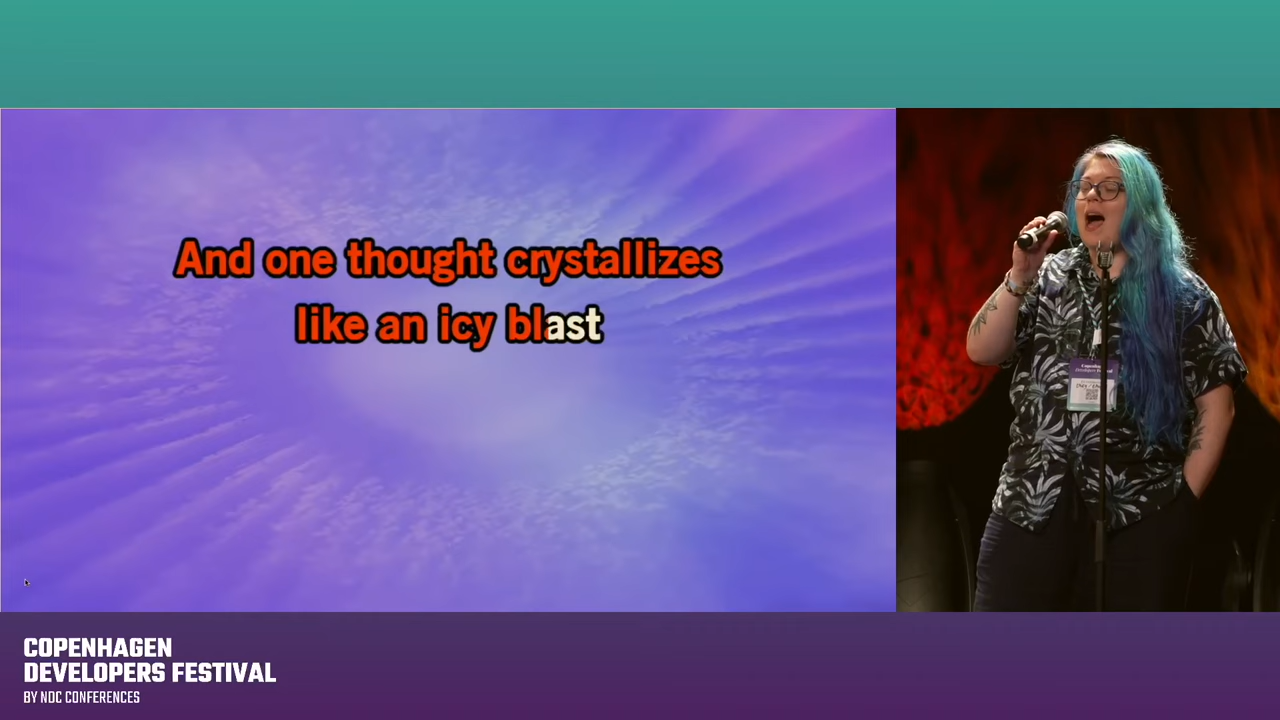 And one thought crystallizes
like an icy blast
COPENHAGEN
DEVELOPERS FESTIVAL
BY NDC CONFERENCES